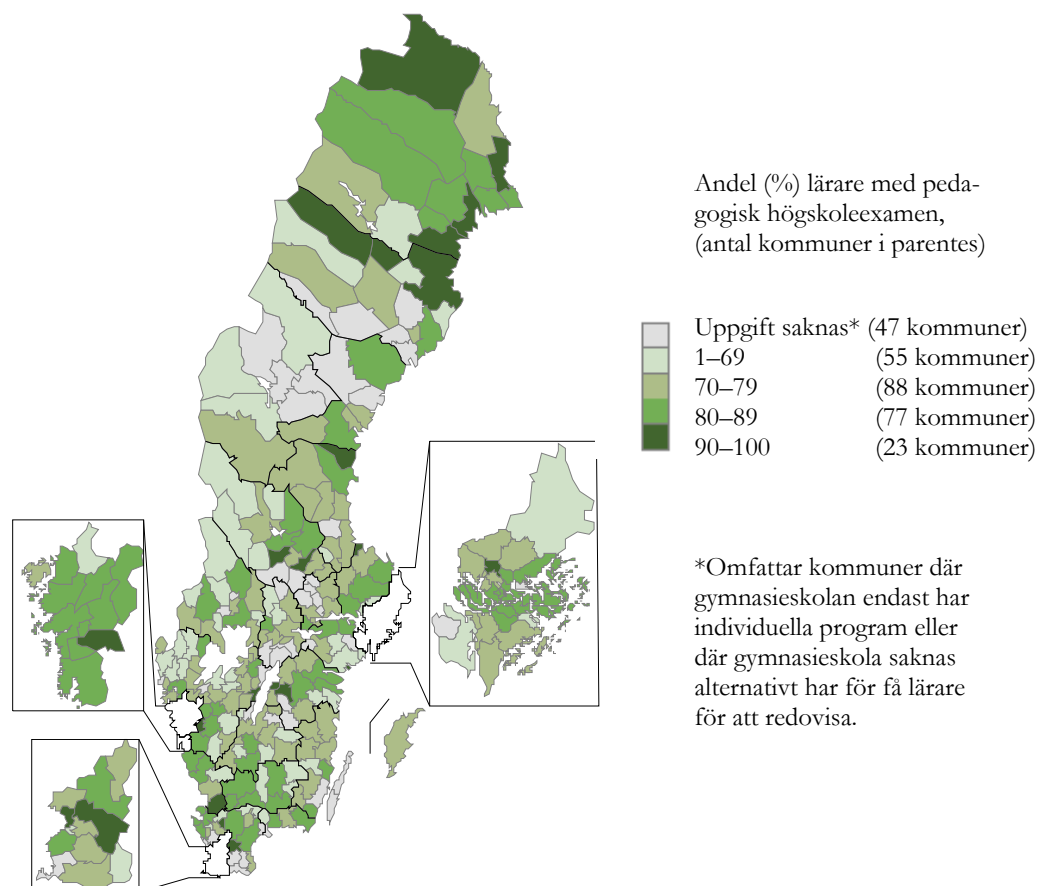 Andel (%) lärare med peda-
gogisk högskoleexamen,
(antal kommuner i parentes)
Uppgift saknas* (47 kommuner)
1–69 (55 kommuner)
70–79 (88 kommuner)
80–89 (77 kommuner)
90–100 (23 kommuner)
*Omfattar kommuner där
gymnasieskolan endast har
individuella program eller
där gymnasieskola saknas
alternativt har för få lärare
för att redovisa.